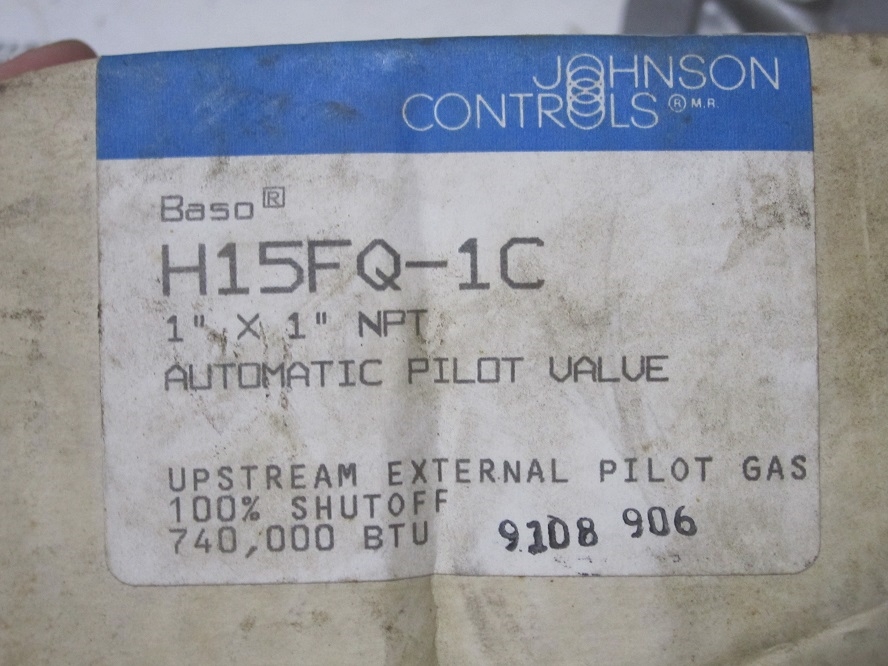 JOHNSON
CONTROLS ® M.R.
Baso®
H15FQ-1C
1" X 1" NPT
AUTOMATIC PILOT VALVE
UPSTREAM EXTERNAL PILOT GAS
100% SHUTOFF
740,000 BTU 9108 906